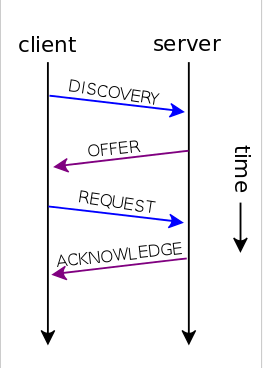 client server
DISCOVERY
OFFER
time
REQUEST
ACKNOWLEDGE